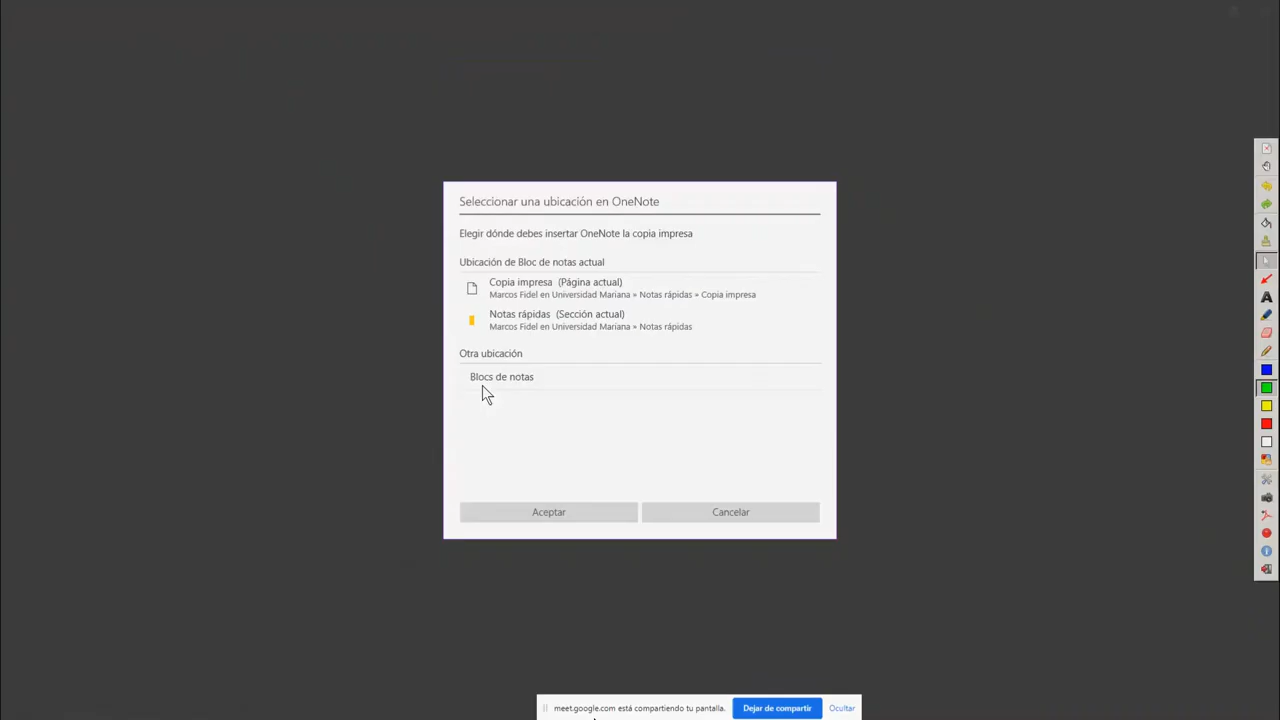 Seleccionar una ubicación en OneNote
Elegir dónde debes insertar OneNote la copia impresa
Ubicación de Bloc de notas actual
Copia impresa (Página actual)
Marcos Fidel en Universidad Mariana » Notas rápidas » Copia impresa
Notas rápidas (Sección actual)
Marcos Fidel en Universidad Mariana » Notas rápidas
Otra ubicación
Blocs de notas
Aceptar Cancelar
meet.google.com está compartiendo tu pantalla. Dejar de compartir Ocultar